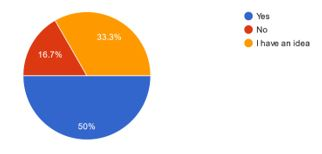 Yes
No
I have an idea
33.3%
16.7%
50%